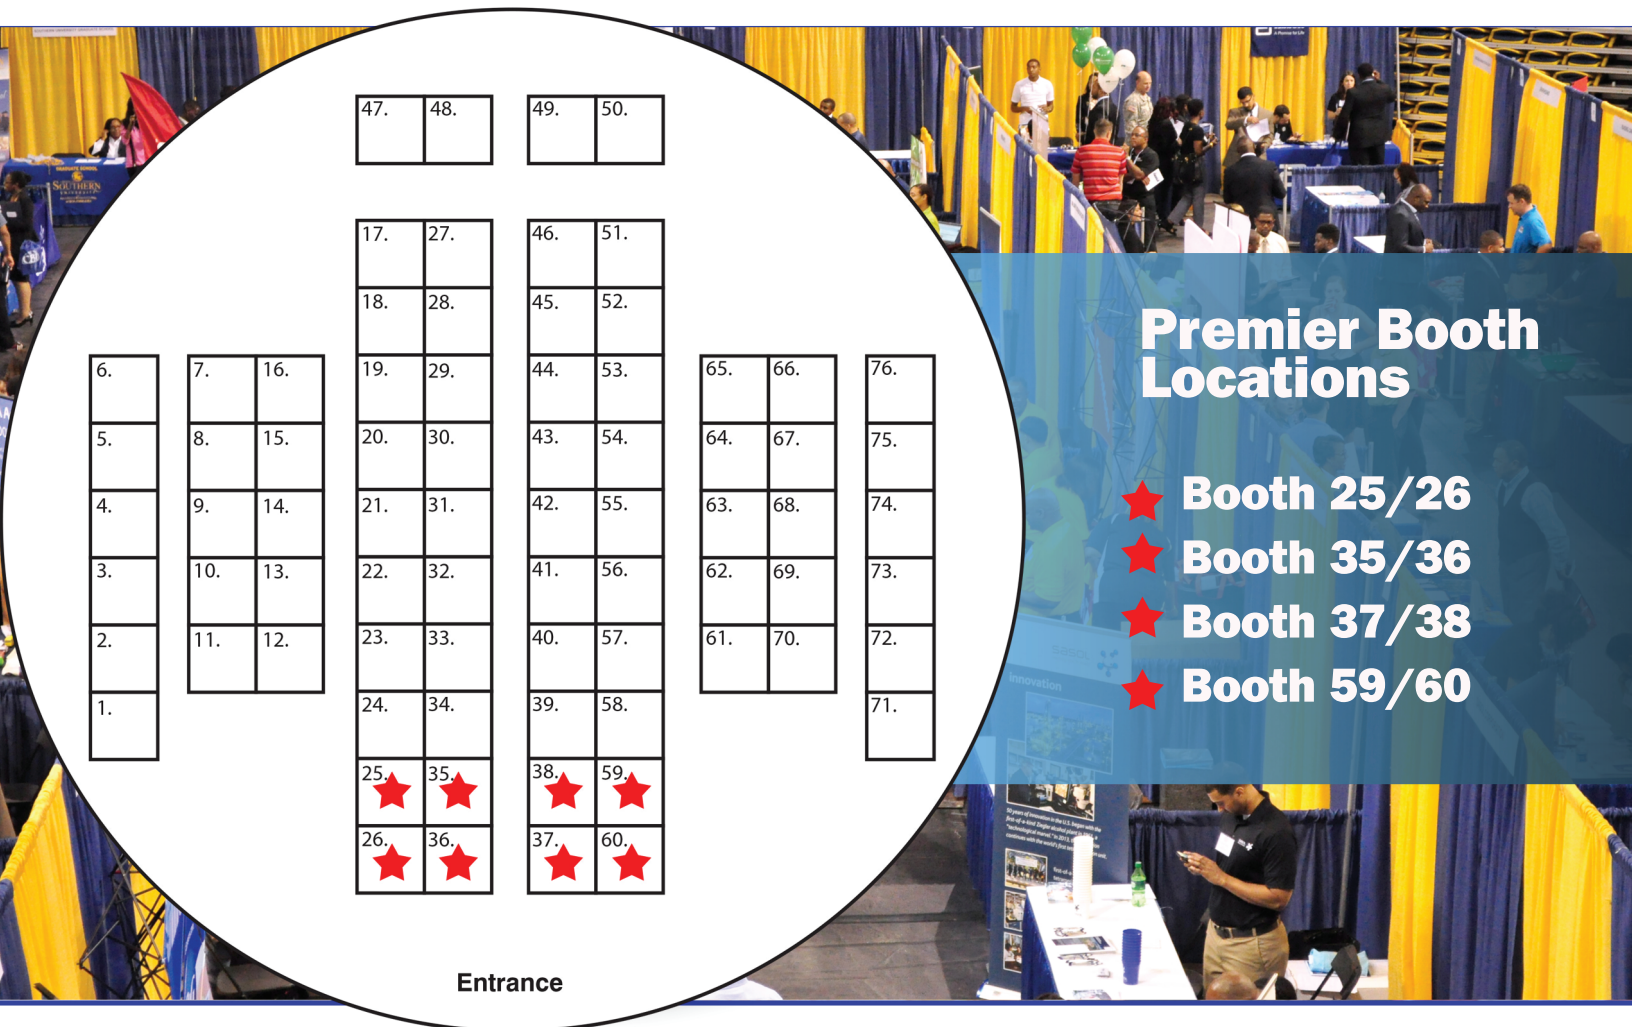 47. 48. 49. 50.
17. 27. 46. 51.
18. 28. 45. 52.
6. 7. 16. 19. 29. 44. 53. 65. 66. 76.
5. 8. 15. 20. 30. 43. 54. 64. 67. 75.
4. 9. 14. 21. 31. 42. 55. 63. 68. 74.
3. 10. 13. 22. 32. 41. 56. 62. 69. 73.
2. 11. 12. 23. 33. 40. 57. 61. 70. 72.
1. 24. 34. 39. 58. 71.
25. 35. 38. 59.
26. 36. 37. 60.
Entrance
Premier Booth
Locations
Booth 25/26
Booth 35/36
Booth 37/38
Booth 59/60
GRADUATE SCHOOL
SOUTHERN
innovation